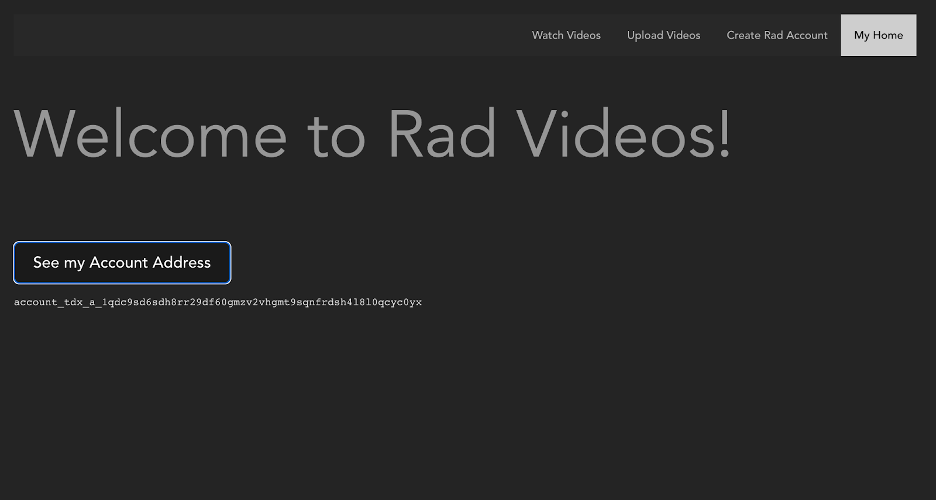 Watch Videos Upload Videos Create Rad Account My Home
Welcome to Rad Videos!
See my Account Address
account_tdx_a_1qdc9sd6sdh8rr29df60gmzv2vhgmt9sqnfrdsh4l8l0qcyc0yx